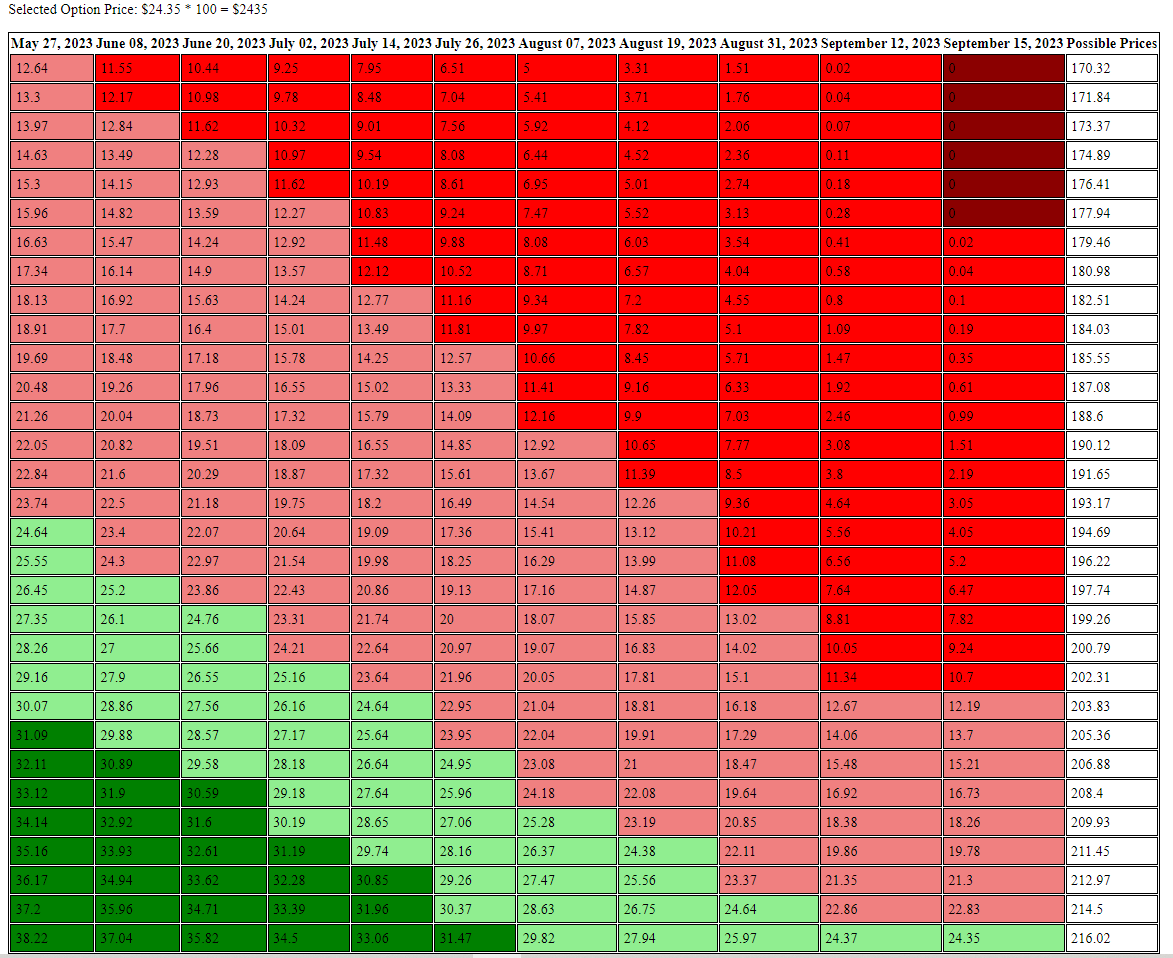 Selected Option Price: $24.35 * 100 = $2435
May 27, 2023 June 08, 2023 June 20, 2023 July 02, 2023 July 14, 2023 July 26, 2023 August 07, 2023 August 19, 2023 August 31, 2023 September 12, 2023 September 15, 2023 Possible Prices
12.64 11.55 10.44 9.25 7.95 6.51 5 3.31 1.51 0.02 0 170.32
13.3 12.17 10.98 9.78 8.48 7.04 5.41 3.71 1.76 0.04 0 171.84
13.97 12.84 11.62 10.32 9.01 7.56 5.92 4.12 2.06 0.07 0 173.37
14.63 13.49 12.28 10.97 9.54 8.08 6.44 4.52 2.36 0.11 0 174.89
15.3 14.15 12.93 11.62 10.19 8.61 6.95 5.01 2.74 0.18 0 176.41
15.96 14.82 13.59 12.27 10.83 9.24 7.47 5.52 3.13 0.28 0 177.94
16.63 15.47 14.24 12.92 11.48 9.88 8.08 6.03 3.54 0.41 0.02 179.46
17.34 16.14 14.9 13.57 12.12 10.52 8.71 6.57 4.04 0.58 0.04 180.98
18.13 16.92 15.63 14.24 12.77 11.16 9.34 7.2 4.55 0.8 0.1 182.51
18.91 17.7 16.4 15.01 13.49 11.81 9.97 7.82 5.1 1.09 0.19 184.03
19.69 18.48 17.18 15.78 14.25 12.57 10.66 8.45 5.71 1.47 0.35 185.55
20.48 19.26 17.96 16.55 15.02 13.33 11.41 9.16 6.33 1.92 0.61 187.08
21.26 20.04 18.73 17.32 15.79 14.09 12.16 9.9 7.03 2.46 0.99 188.6
22.05 20.82 19.51 18.09 16.55 14.85 12.92 10.65 7.77 3.08 1.51 190.12
22.84 21.6 20.29 18.87 17.32 15.61 13.67 11.39 8.5 3.8 2.19 191.65
23.74 22.5 21.18 19.75 18.2 16.49 14.54 12.26 9.36 4.64 3.05 193.17
24.64 23.4 22.07 20.64 19.09 17.36 15.41 13.12 10.21 5.56 4.05 194.69
25.55 24.3 22.97 21.54 19.98 18.25 16.29 13.99 11.08 6.56 5.2 196.22
26.45 25.2 23.86 22.43 20.86 19.13 17.16 14.87 12.05 7.64 6.47 197.74
27.35 26.1 24.76 23.31 21.74 20 18.07 15.85 13.02 8.81 7.82 199.26
28.26 27 25.66 24.21 22.64 20.97 19.07 16.83 14.02 10.05 9.24 200.79
29.16 27.9 26.55 25.16 23.64 21.96 20.05 17.81 15.1 11.34 10.7 202.31
30.07 28.86 27.56 26.16 24.64 22.95 21.04 18.81 16.18 12.67 12.19 203.83
31.09 29.88 28.57 27.17 25.64 23.95 22.04 19.91 17.29 14.06 13.7 205.36
32.11 30.89 29.58 28.18 26.64 24.95 23.08 21 18.47 15.48 15.21 206.88
33.12 31.9 30.59 29.18 27.64 25.96 24.18 22.08 19.64 16.92 16.73 208.4
34.14 32.92 31.6 30.19 28.65 27.06 25.28 23.19 20.85 18.38 18.26 209.93
35.16 33.93 32.61 31.19 29.74 28.16 26.37 24.38 22.11 19.86 19.78 211.45
36.17 34.94 33.62 32.28 30.85 29.26 27.47 25.56 23.37 21.35 21.3 212.97
37.2 35.96 34.71 33.39 31.96 30.37 28.63 26.75 24.64 22.86 22.83 214.5
38.22 37.04 35.82 34.5 33.06 31.47 29.82 27.94 25.97 24.37 24.35 216.02